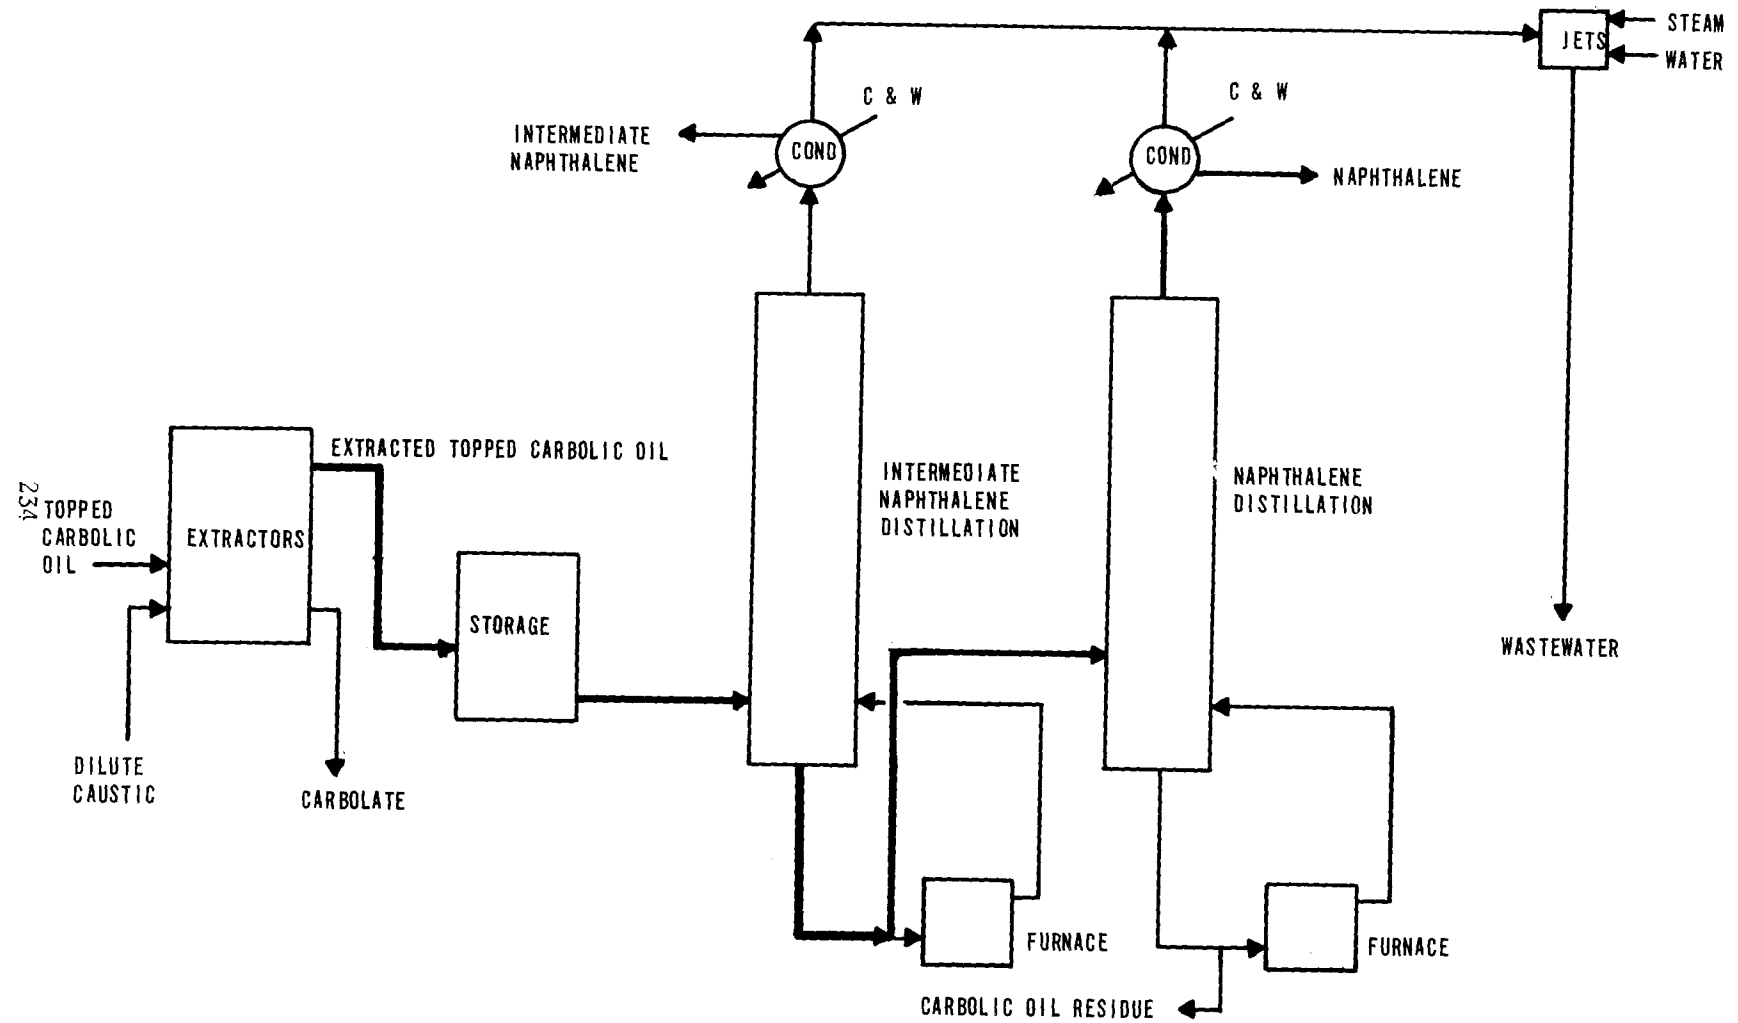 STEAM
JETS
WATER
C & W
C & W
INTERMEDIATE
NAPHTHALENE
COND
COND
NAPHTHALENE
EXTRACTED TOPPED CARBOLIC OIL
INTERMEDIATE
NAPHTHALENE
DISTILLATION
NAPHTHALENE
DISTILLATION
234
TOPPED
CARBOLIC
OIL
EXTRACTORS
STORAGE
WASTEWATER
DILUTE
CAUSTIC
CARBOLATE
FURNACE
FURNACE
CARBOLIC OIL RESIDUE